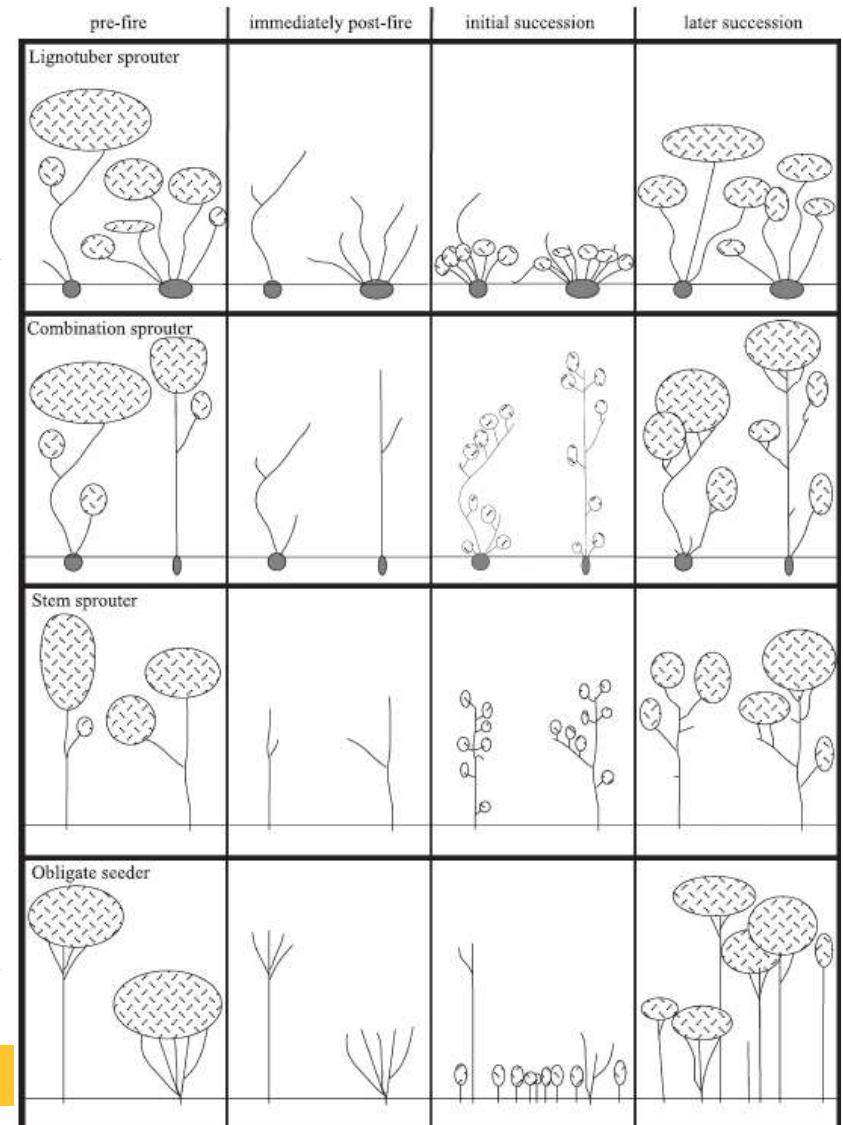 pre-fire
immediately post-fire
initial succession
later succession
Lignotuber sprouter
Combination sprouter
Stem sprouter
Obligate seeder